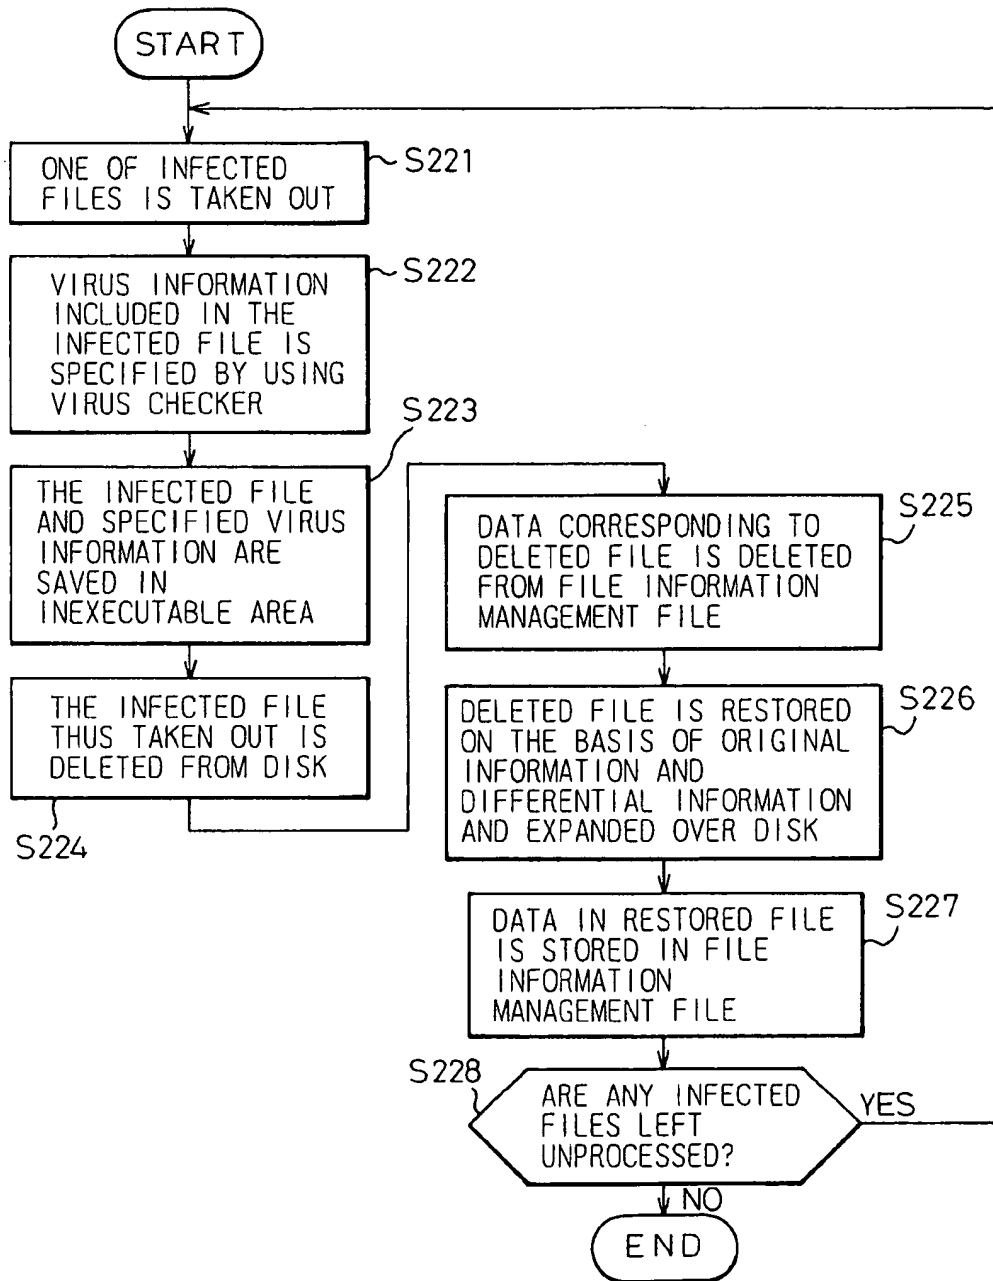 START
ONE OF INFECTED
FILES IS TAKEN OUT
S221
VIRUS INFORMATION
INCLUDED IN THE
INFECTED FILE IS
SPECIFIED BY USING
VIRUS CHECKER
S222
THE INFECTED FILE
AND SPECIFIED VIRUS
INFORMATION ARE
SAVED IN
INEXECUTABLE AREA
S223
THE INFECTED FILE
THUS TAKEN OUT IS
DELETED FROM DISK
S224
DATA CORRESPONDING TO
DELETED FILE IS DELETED
FROM FILE INFORMATION
MANAGEMENT FILE
S225
DELETED FILE IS RESTORED
ON THE BASIS OF ORIGINAL
INFORMATION AND
DIFFERENTIAL INFORMATION
AND EXPANDED OVER DISK
S226
DATA IN RESTORED FILE
IS STORED IN FILE
INFORMATION
MANAGEMENT FILE
S227
S228
ARE ANY INFECTED
FILES LEFT
UNPROCESSED?
YES
NO
END